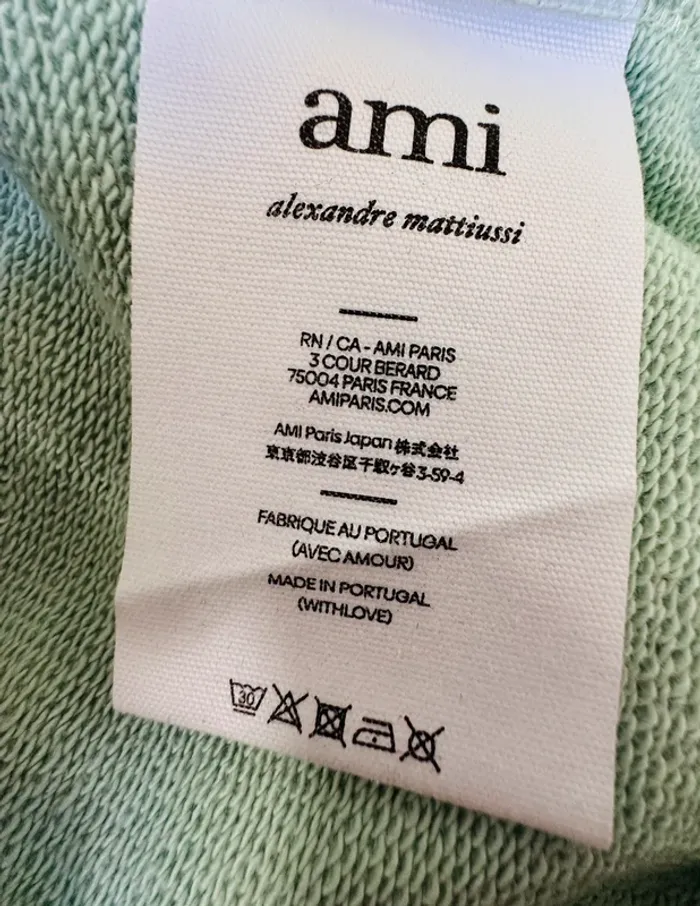 ami
alexandre mattiussi
RN / CA - AMI PARIS
3 COUR BERARD
75004 PARIS FRANCE
AMIPARIS.COM
AMI Paris Japan 株式会社
東京都渋谷区千駄ヶ谷3-59-4
FABRIQUE AU PORTUGAL
(AVEC AMOUR)
MADE IN PORTUGAL
(WITHLOVE)
30